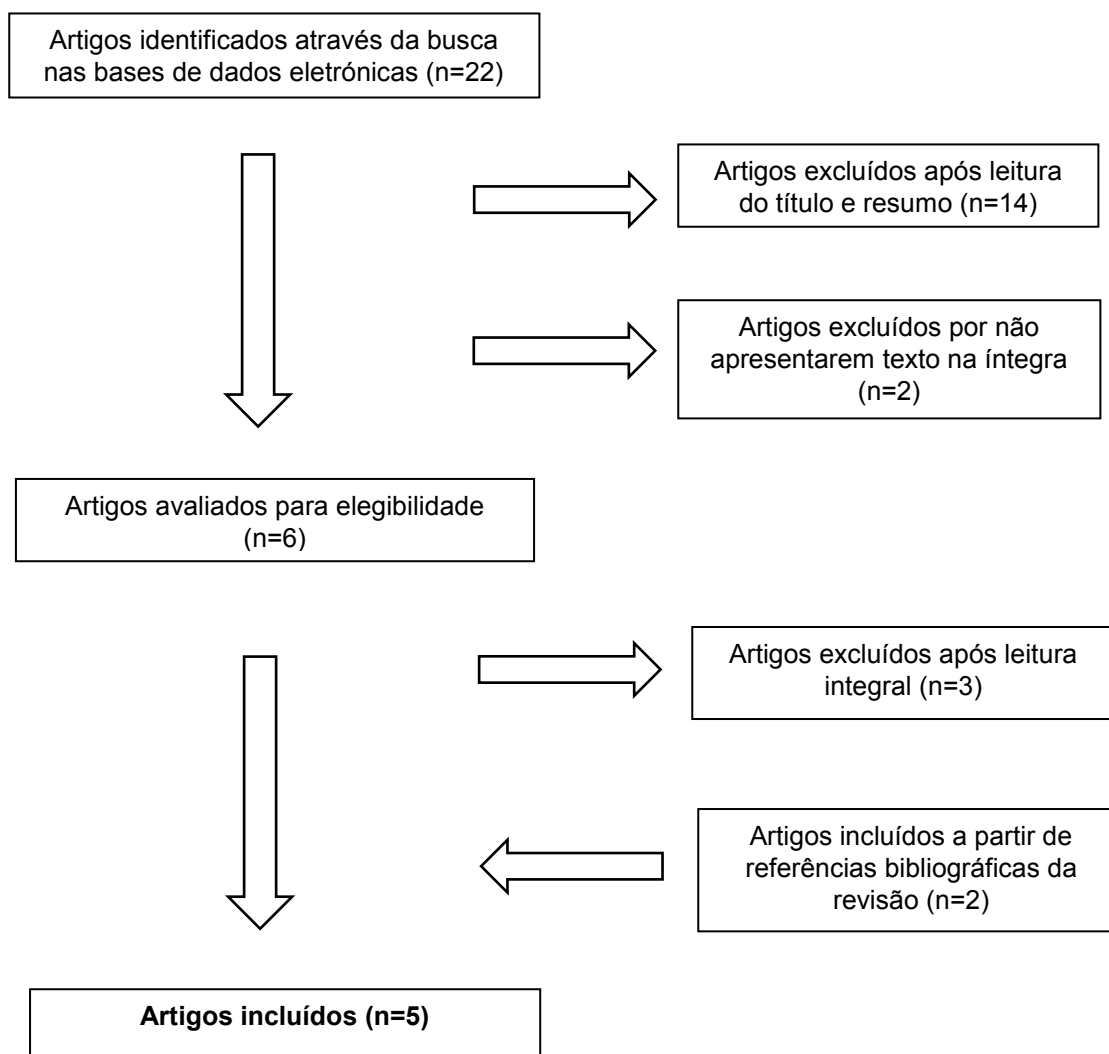 Artigos identificados através da busca
nas bases de dados eletrónicas (n=22)
Artigos excluídos após leitura
do título e resumo (n=14)
Artigos excluídos por não
apresentarem texto na íntegra
(n=2)
Artigos avaliados para elegibilidade
(n=6)
Artigos excluídos após leitura
integral (n=3)
Artigos incluídos a partir de
referências bibliográficas da
revisão (n=2)
Artigos incluídos (n=5)